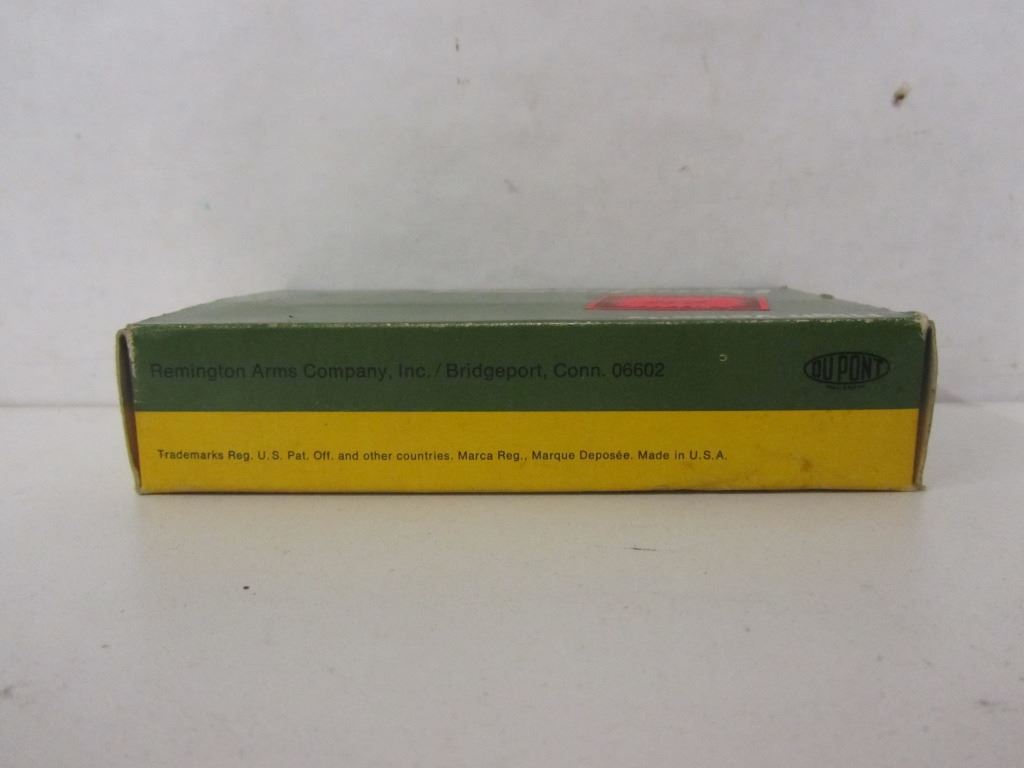 Remington Arms Company, Inc. / Bridgeport, Conn. 06602
DU PONT
Trademarks Reg. U.S. Pat. Off. and other countries. Marca Reg., Marque Deposée. Made in U.S.A.